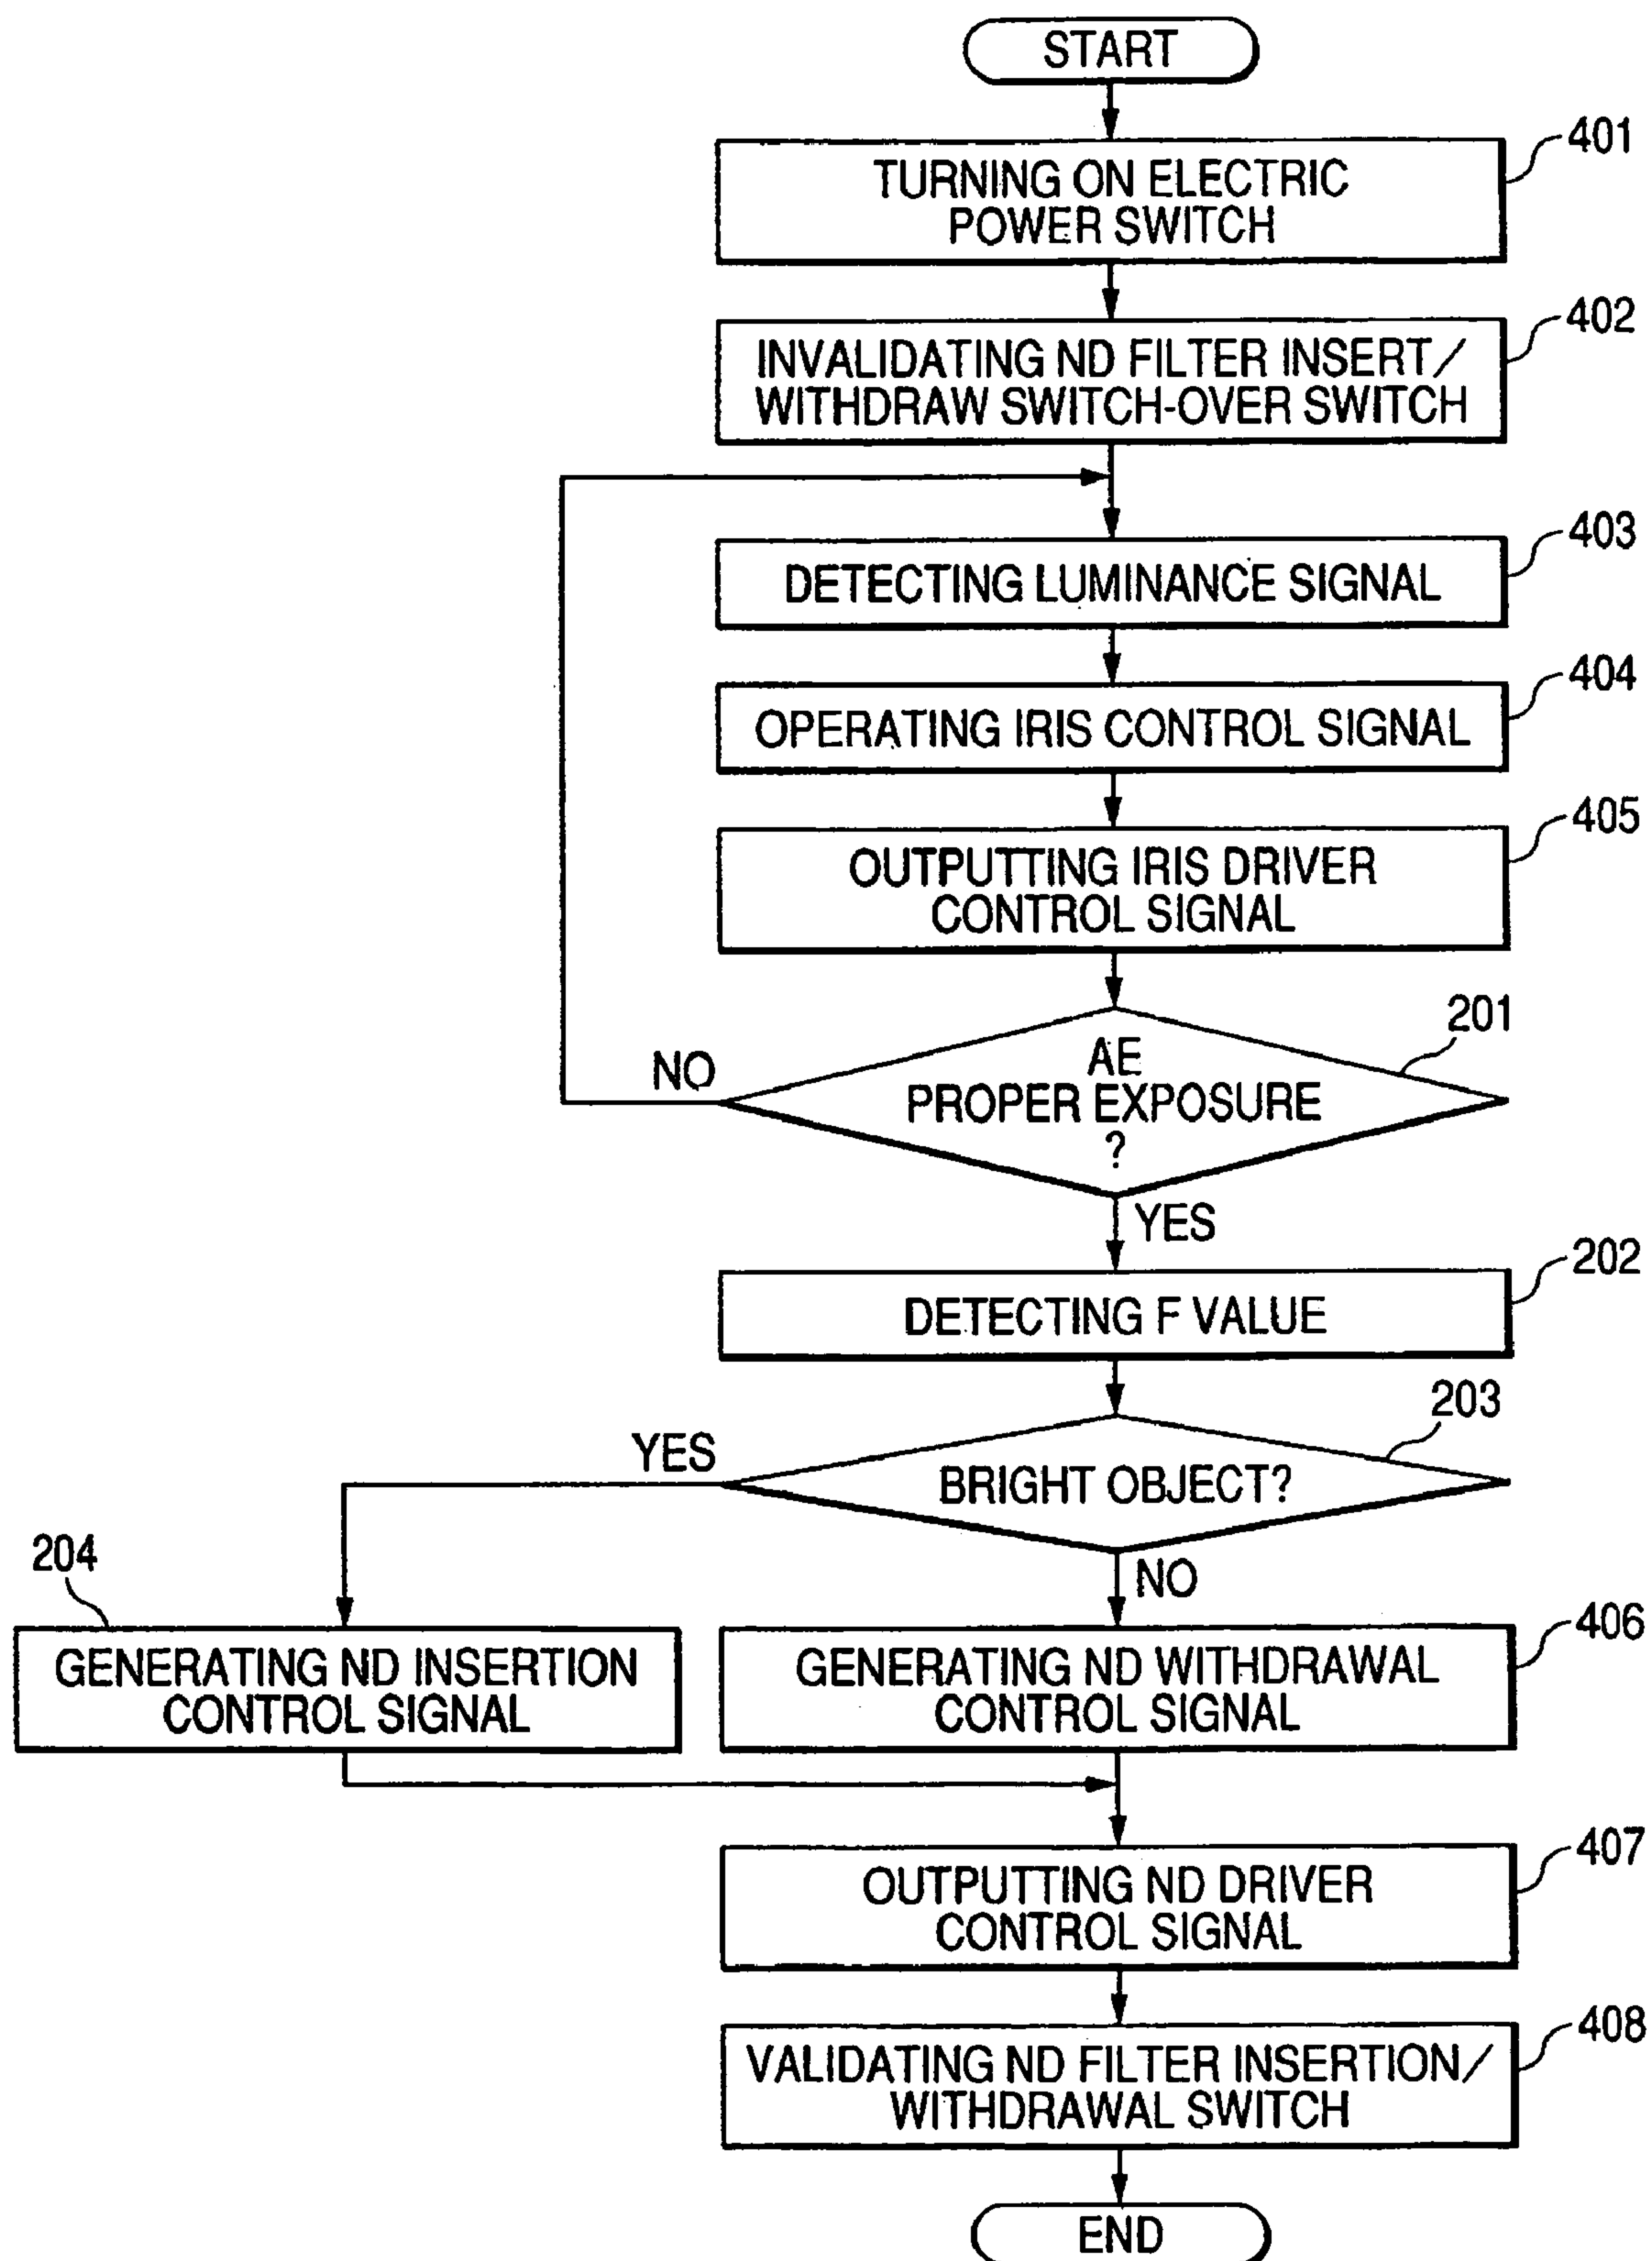 START
401
TURNING ON ELECTRIC
POWER SWITCH
402
INVALIDATING ND FILTER INSERT/
WITHDRAW SWITCH-OVER SWITCH
403
DETECTING LUMINANCE SIGNAL
404
OPERATING IRIS CONTROL SIGNAL
405
OUTPUTTING IRIS DRIVER
CONTROL SIGNAL
201
AE
PROPER EXPOSURE
?
NO
YES
202
DETECTING F VALUE
203
BRIGHT OBJECT?
YES
NO
204
GENERATING ND INSERTION
CONTROL SIGNAL
406
GENERATING ND WITHDRAWAL
CONTROL SIGNAL
407
OUTPUTTING ND DRIVER
CONTROL SIGNAL
408
VALIDATING ND FILTER INSERTION/
WITHDRAWAL SWITCH
END